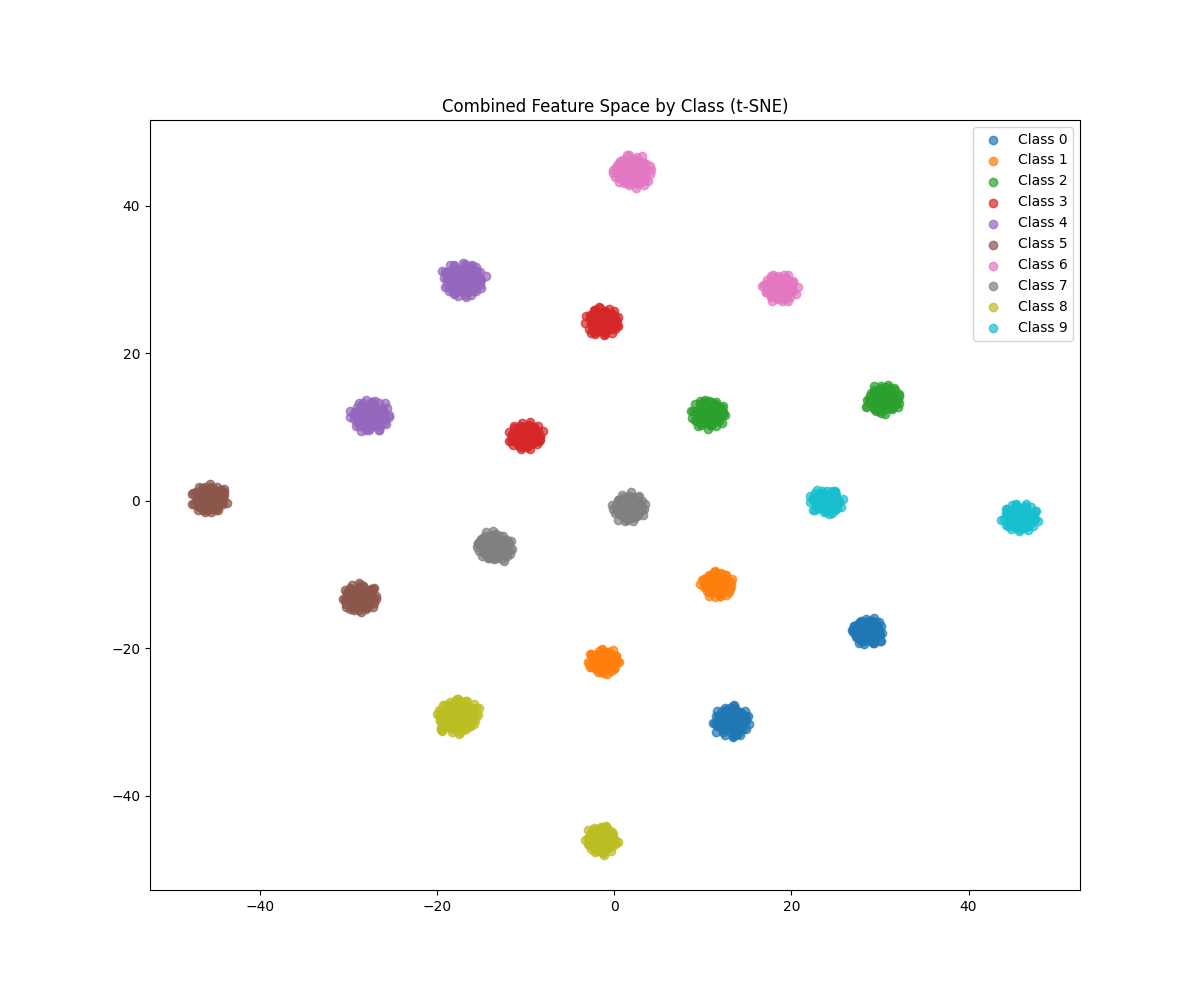 Combined Feature Space by Class (t-SNE)
Class 0
Class 1
Class 2
Class 3
Class 4
Class 5
Class 6
Class 7
Class 8
Class 9
40
20
0
−20
−40
−40 −20 0 20 40